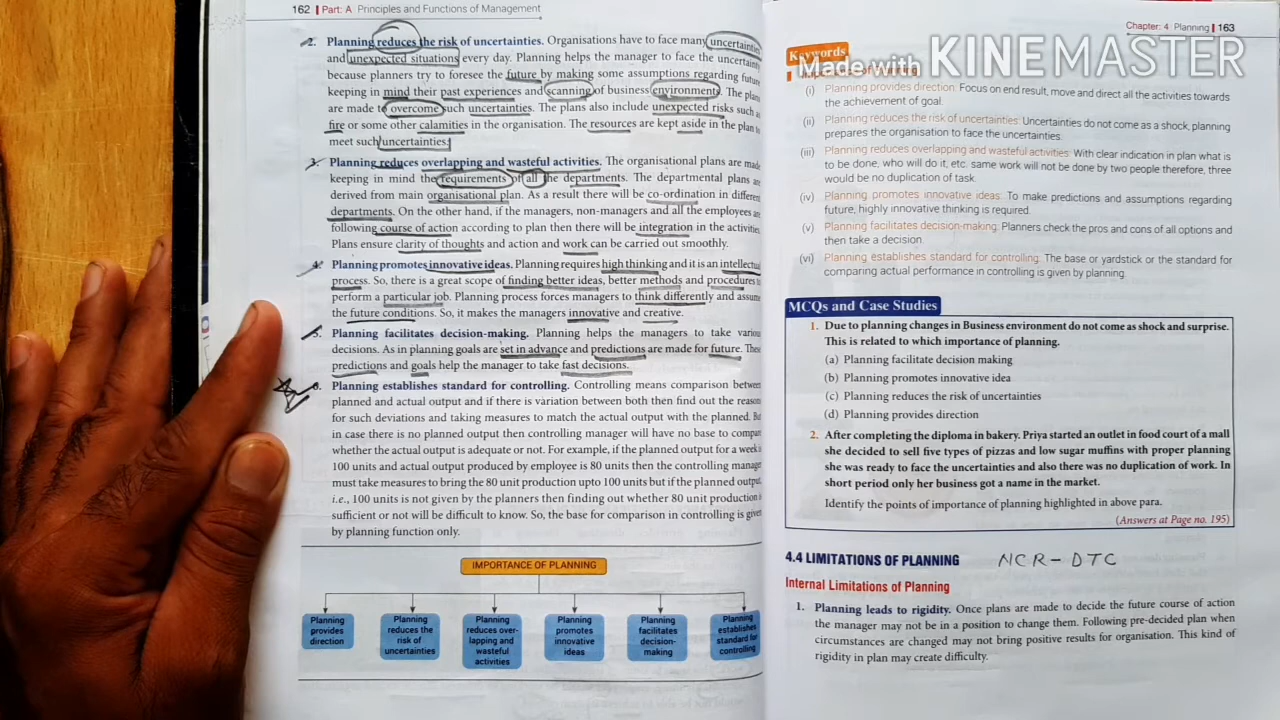 162 | Part: A Principles and Functions of Management
2. Planning reduces the risk of uncertainties. Organisations have to face many uncertainties
and unexpected situations every day. Planning helps the manager to face the
because planners try to foresee the future by making some assumptions regarding future
keeping in mind their past experiences and scanning of business environment. The plans
are made to overcome such uncertainties. The plans also include unexpected risks such as
fire or some other calamities in the organisation. The resources are kept aside in the plan to
meet such uncertainties.
3. Planning reduces overlapping and wasteful activities. The organisational plans are made
keeping in mind the requirements of all the departments. The departmental plans are
derived from main organisational plan. As a result there will be co-ordination in different
departments. On the other hand, if the managers, non-managers and all the employees are
following course of action according to plan then there will be integration in the activities.
Plans ensure clarity of thoughts and action and work can be carried out smoothly.
4. Planning promotes innovative ideas. Planning requires high thinking and it is an intellectual
process. So, there is a great scope of finding better ideas, better methods and procedures to
perform a particular job. Planning process forces managers to think differently and assume
the future conditions. So, it makes the managers innovative and creative.
5. Planning facilitates decision-making. Planning helps the managers to take various
decisions. As in planning goals are set in advance and predictions are made for future. These
predictions and goals help the manager to take fast decisions.
6. Planning establishes standard for controlling. Controlling means comparison between
planned and actual output and if there is variation between both then find out the reasons
for such deviations and taking measures to match the actual output with the planned. But
in case there is no planned output then controlling manager will have no base to compare
whether the actual output is adequate or not. For example, if the planned output for a week is
100 units and actual output produced by employee is 80 units then the controlling manager
must take measures to bring the 80 unit production upto 100 units but if the planned output
i.e., 100 units is not given by the planners then finding out whether 80 unit production is
sufficient or not will be difficult to know. So, the base for comparison in controlling is given
by planning function only.
IMPORTANCE OF PLANNING
Planning provides direction
Planning reduces the risk of uncertainties
Planning reduces over-lapping and wasteful activities
Planning promotes innovative ideas
Planning facilitates decision-making
Planning establishes standard for controlling
Chapter: 4 Planning | 163
Keywords
Made with KINEMASTER
(i) Planning provides direction: Focus on end result, move and direct all the activities towards
the achievement of goal.
(ii) Planning reduces the risk of uncertainties: Uncertainties do not come as a shock, planning
prepares the organisation to face the uncertainties.
(iii) Planning reduces overlapping and wasteful activities: With clear indication in plan what is
to be done, who will do it, etc. same work will not be done by two people therefore, three
would be no duplication of task.
(iv) Planning promotes innovative ideas: To make predictions and assumptions regarding
future, highly innovative thinking is required.
(v) Planning facilitates decision-making: Planners check the pros and cons of all options and
then take a decision.
(vi) Planning establishes standard for controlling: The base or yardstick or the standard for
comparing actual performance in controlling is given by planning.
MCQs and Case Studies
1. Due to planning changes in Business environment do not come as shock and surprise.
This is related to which importance of planning.
(a) Planning facilitate decision making
(b) Planning promotes innovative idea
(c) Planning reduces the risk of uncertainties
(d) Planning provides direction
2. After completing the diploma in bakery. Priya started an outlet in food court of a mall
she decided to sell five types of pizzas and low sugar muffins with proper planning
she was ready to face the uncertainties and also there was no duplication of work. In
short period only her business got a name in the market.
Identify the points of importance of planning highlighted in above para.
(Answers at Page no. 195)
4.4 LIMITATIONS OF PLANNING NCR - DTC
Internal Limitations of Planning
1. Planning leads to rigidity. Once plans are made to decide the future course of action
the manager may not be in a position to change them. Following pre-decided plan when
circumstances are changed may not bring positive results for organisation. This kind of
rigidity in plan may create difficulty.